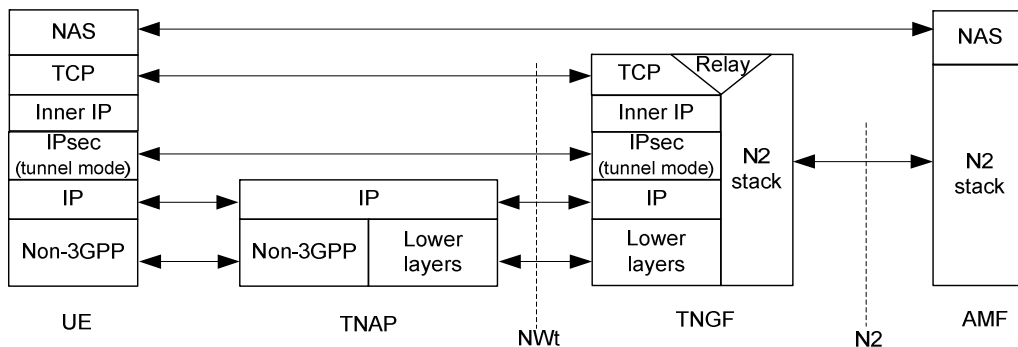 NAS
TCP
Inner IP
IPsec
(tunnel mode)
IP
Non-3GPP
UE
IP
Non-3GPP
Lower
layers
TNAP
NWt
TCP
Relay
Inner IP
IPsec
(tunnel mode)
IP
Lower
layers
N2
stack
TNGF
N2
NAS
N2
stack
AMF